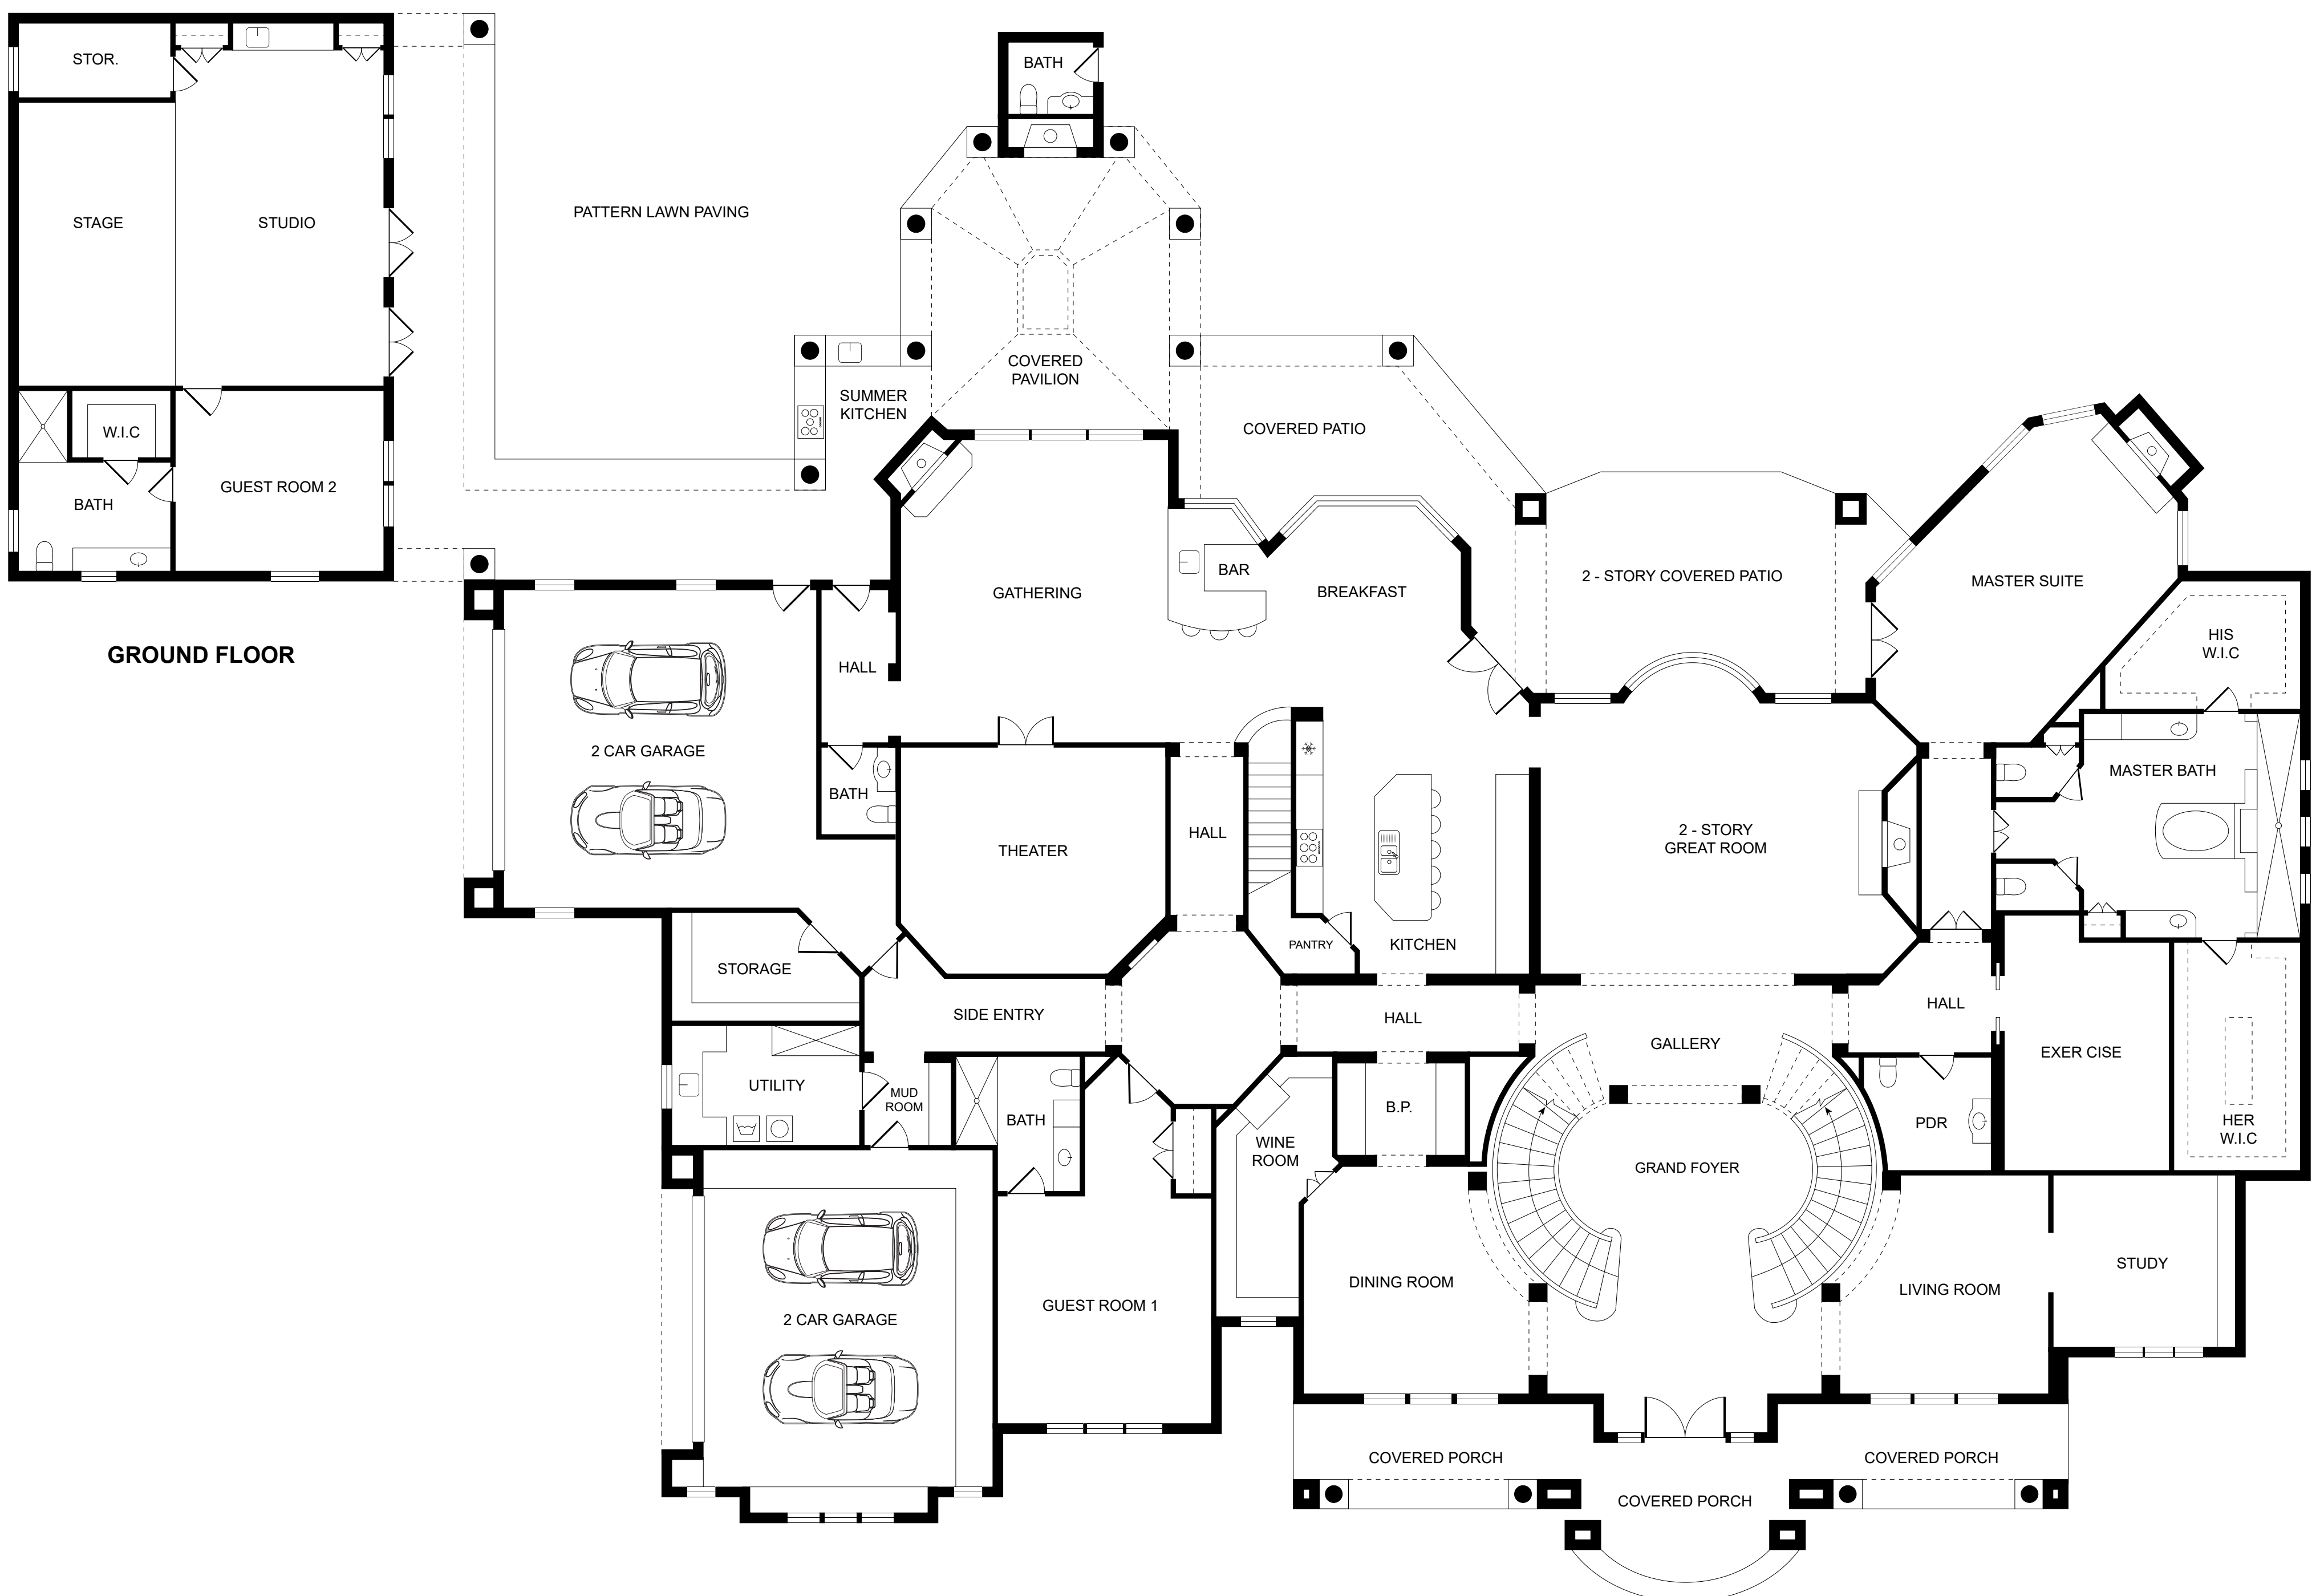 STOR.
BATH
PATTERN LAWN PAVING
STAGE
STUDIO
COVERED
PAVILION
SUMMER
KITCHEN
W.I.C
COVERED PATIO
GUEST ROOM 2
BATH
BAR
2 - STORY COVERED PATIO
MASTER SUITE
GATHERING
BREAKFAST
HIS
W.I.C
GROUND FLOOR
HALL
2 CAR GARAGE
MASTER BATH
BATH
HALL
2 - STORY
GREAT ROOM
THEATER
PANTRY
KITCHEN
STORAGE
SIDE ENTRY
HALL
HALL
GALLERY
EXER CISE
UTILITY
MUD
ROOM
B.P.
BATH
PDR
HER
W.I.C
WINE
ROOM
GRAND FOYER
STUDY
DINING ROOM
LIVING ROOM
GUEST ROOM 1
2 CAR GARAGE
COVERED PORCH
COVERED PORCH
COVERED PORCH